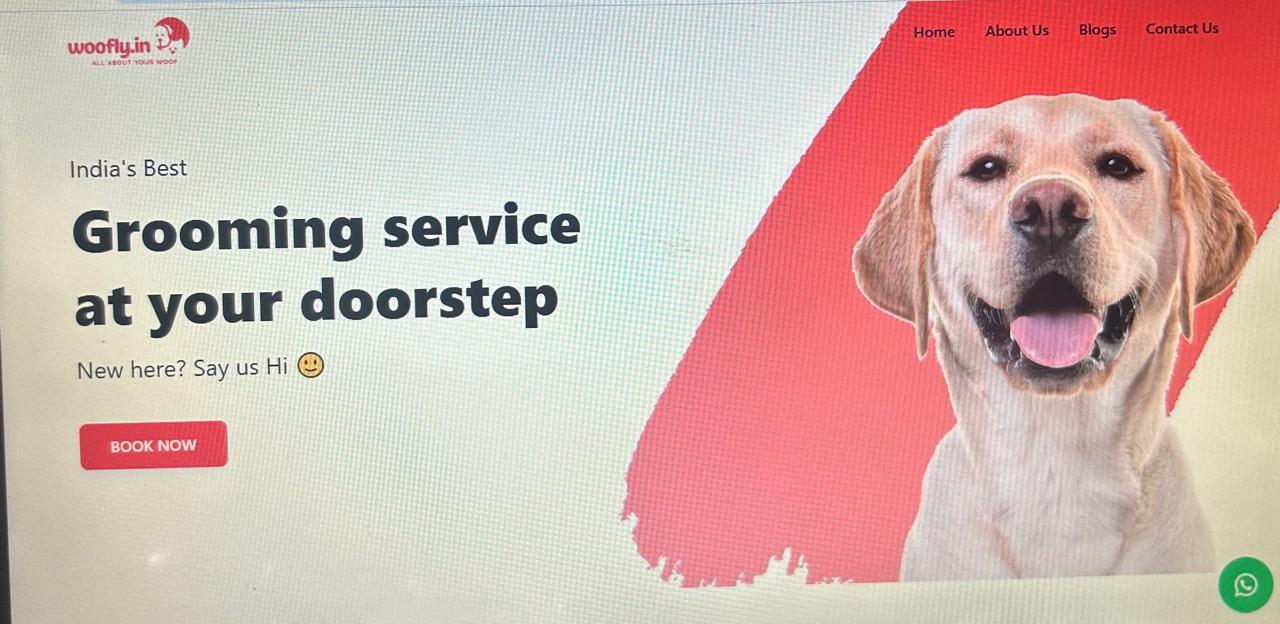 woofly.in
ALL ABOUT YOUR WOOF
Home About Us Blogs Contact Us
India's Best
Grooming service
at your doorstep
New here? Say us Hi 🙂
BOOK NOW